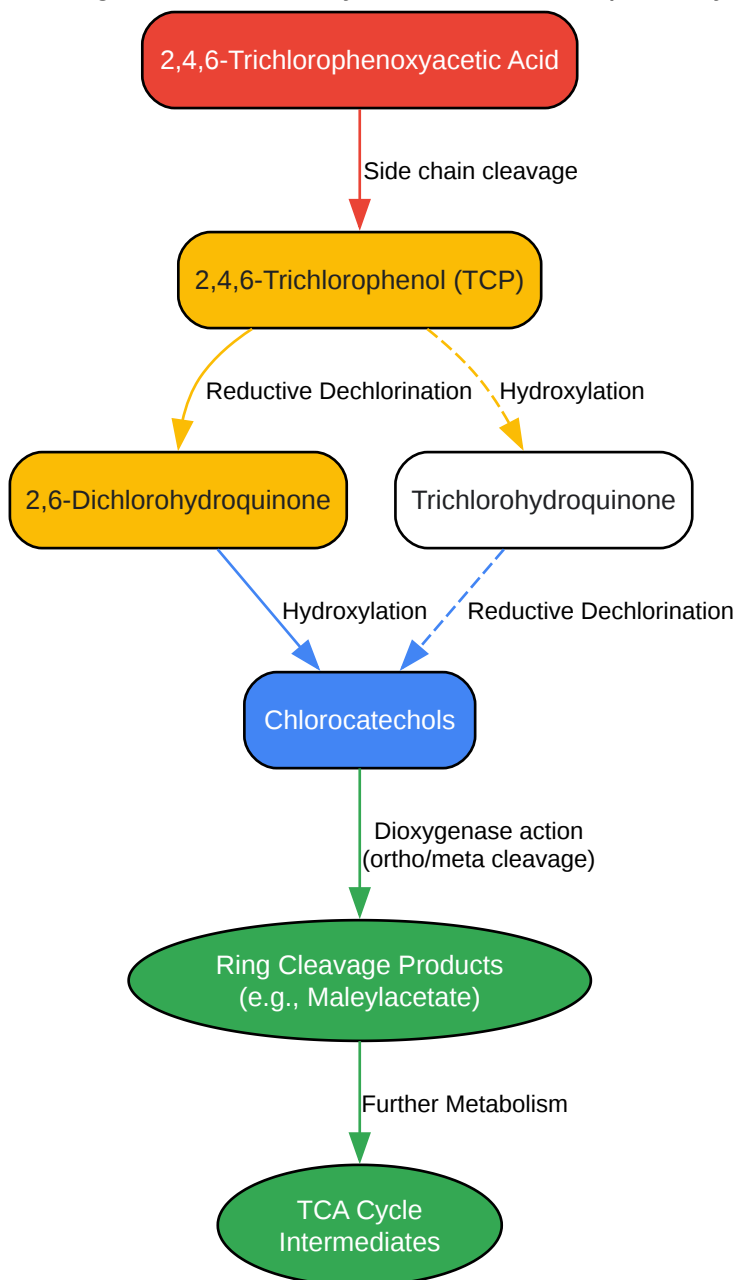 2,4,6-Trichlorophenoxyacetic Acid
Side chain cleavage
2,4,6-Trichlorophenol (TCP)
Reductive Dechlorination
Hydroxylation
2,6-Dichlorohydroquinone
Trichlorohydroquinone
Hydroxylation
Reductive Dechlorination
Chlorocatechols
Dioxygenase action
(ortho/meta cleavage)
Ring Cleavage Products
(e.g., Maleylacetate)
Further Metabolism
TCA Cycle
Intermediates